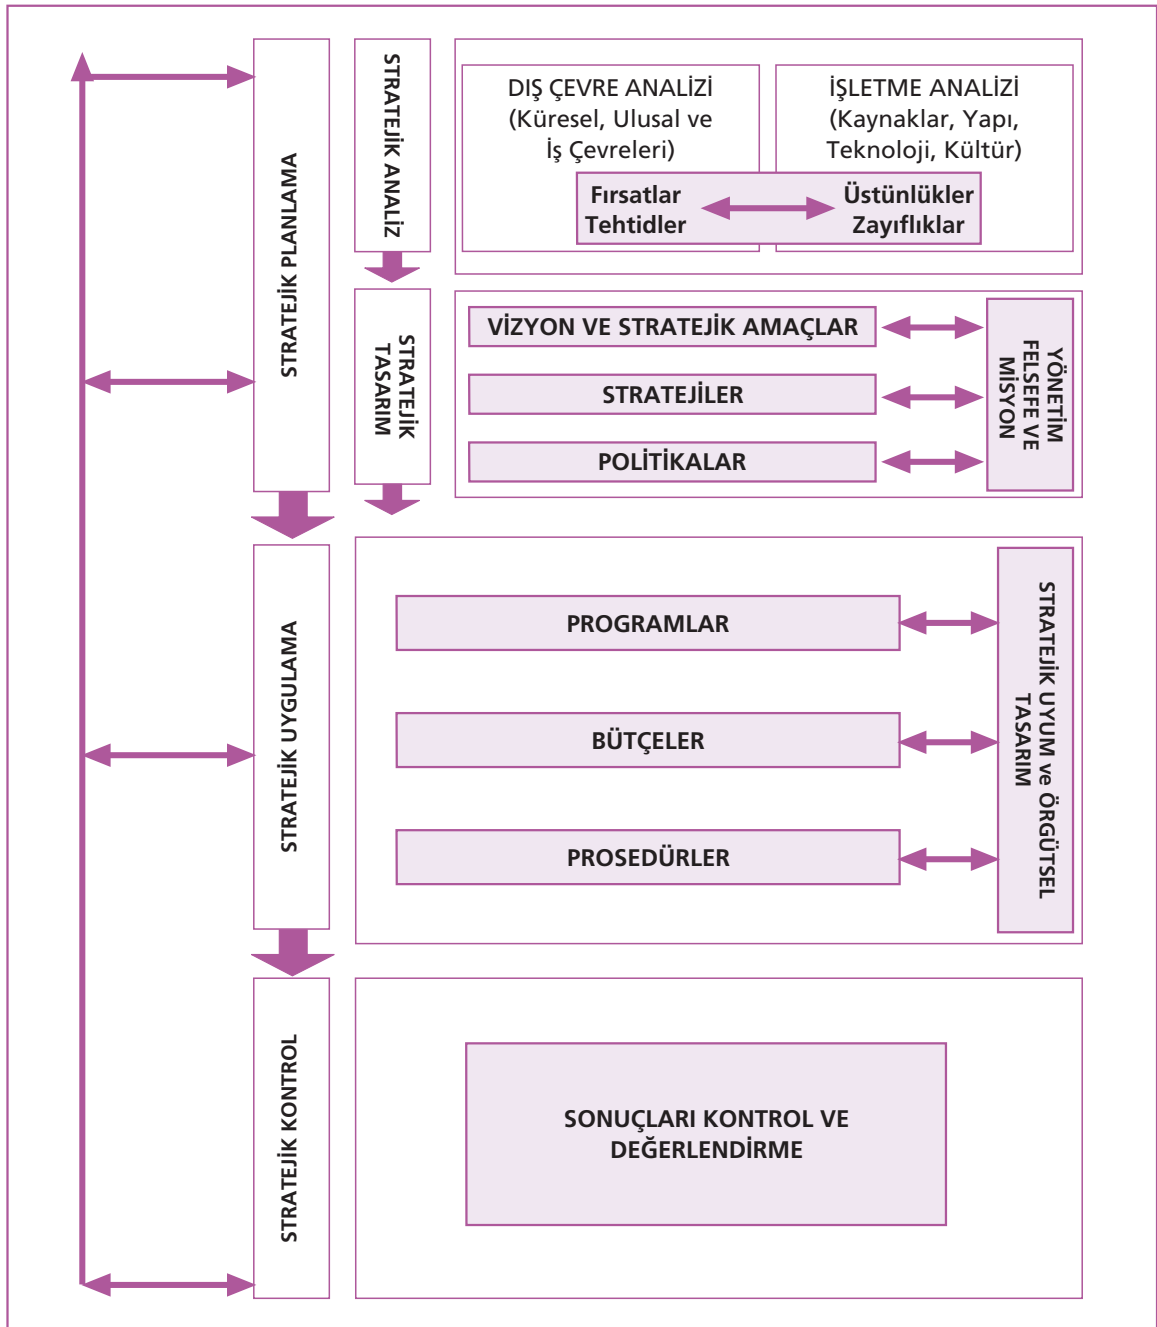 STRATEJİK PLANLAMA
STRATEJİK ANALİZ
DIŞ ÇEVRE ANALİZİ
(Küresel, Ulusal ve
İş Çevreleri)
İŞLETME ANALİZİ
(Kaynaklar, Yapı,
Teknoloji, Kültür)
Fırsatlar
Tehtidler
Üstünlükler
Zayıflıklar
STRATEJİK
TASARIM
VİZYON VE STRATEJİK AMAÇLAR
STRATEJİLER
POLİTİKALAR
YÖNETİM
FELSEFE VE
MİSYON
STRATEJİK UYGULAMA
PROGRAMLAR
BÜTÇELER
PROSEDÜRLER
STRATEJİK UYUM ve ÖRGÜTSEL
TASARIM
STRATEJİK KONTROL
SONUÇLARI KONTROL VE
DEĞERLENDİRME